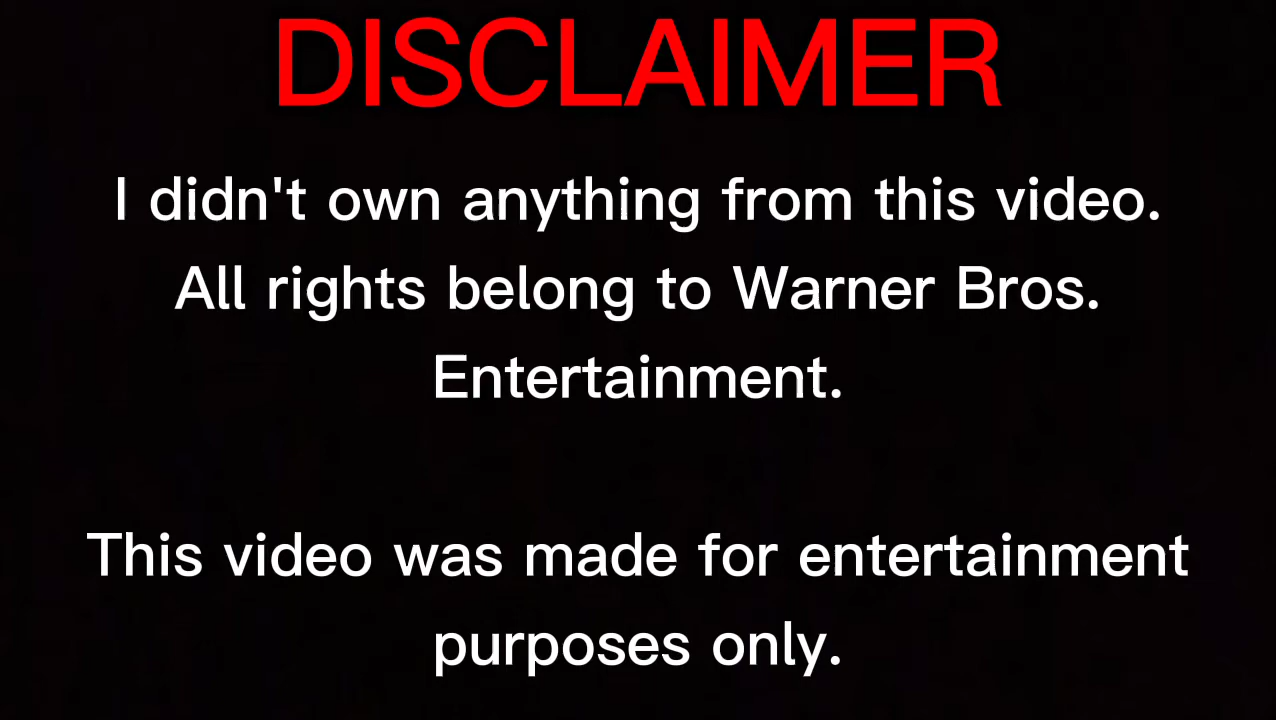 DISCLAIMER
I didn't own anything from this video.
All rights belong to Warner Bros.
Entertainment.
This video was made for entertainment
purposes only.